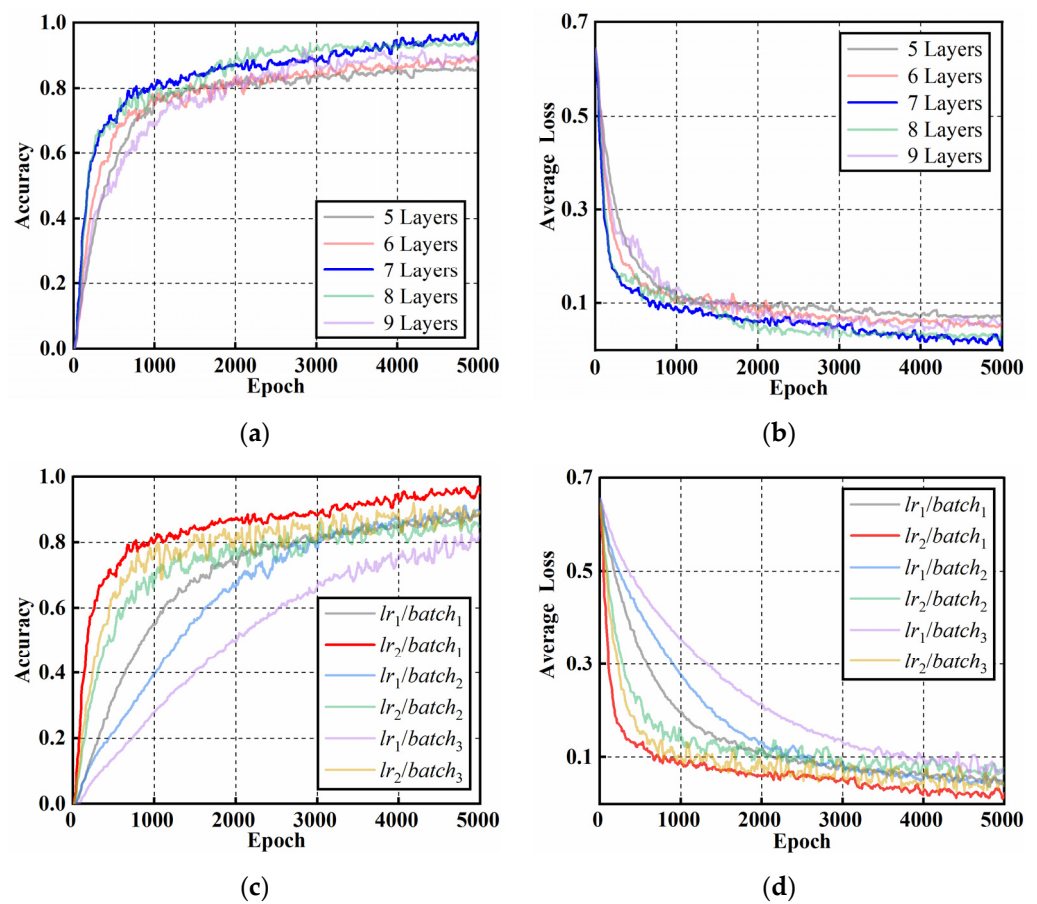 1.0
0.8
0.6
0.4
0.2
0.0
Accuracy
5 Layers
6 Layers
7 Layers
8 Layers
9 Layers
0 1000 2000 3000 4000 5000
Epoch
(a)
0.7
0.5
0.3
0.1
Average Loss
5 Layers
6 Layers
7 Layers
8 Layers
9 Layers
0 1000 2000 3000 4000 5000
Epoch
(b)
1.0
0.8
0.6
0.4
0.2
0.0
Accuracy
lr₁/batch₁
lr₂/batch₁
lr₁/batch₂
lr₂/batch₂
lr₁/batch₃
lr₂/batch₃
0 1000 2000 3000 4000 5000
Epoch
(c)
0.7
0.5
0.3
0.1
Average Loss
lr₁/batch₁
lr₂/batch₁
lr₁/batch₂
lr₂/batch₂
lr₁/batch₃
lr₂/batch₃
0 1000 2000 3000 4000 5000
Epoch
(d)